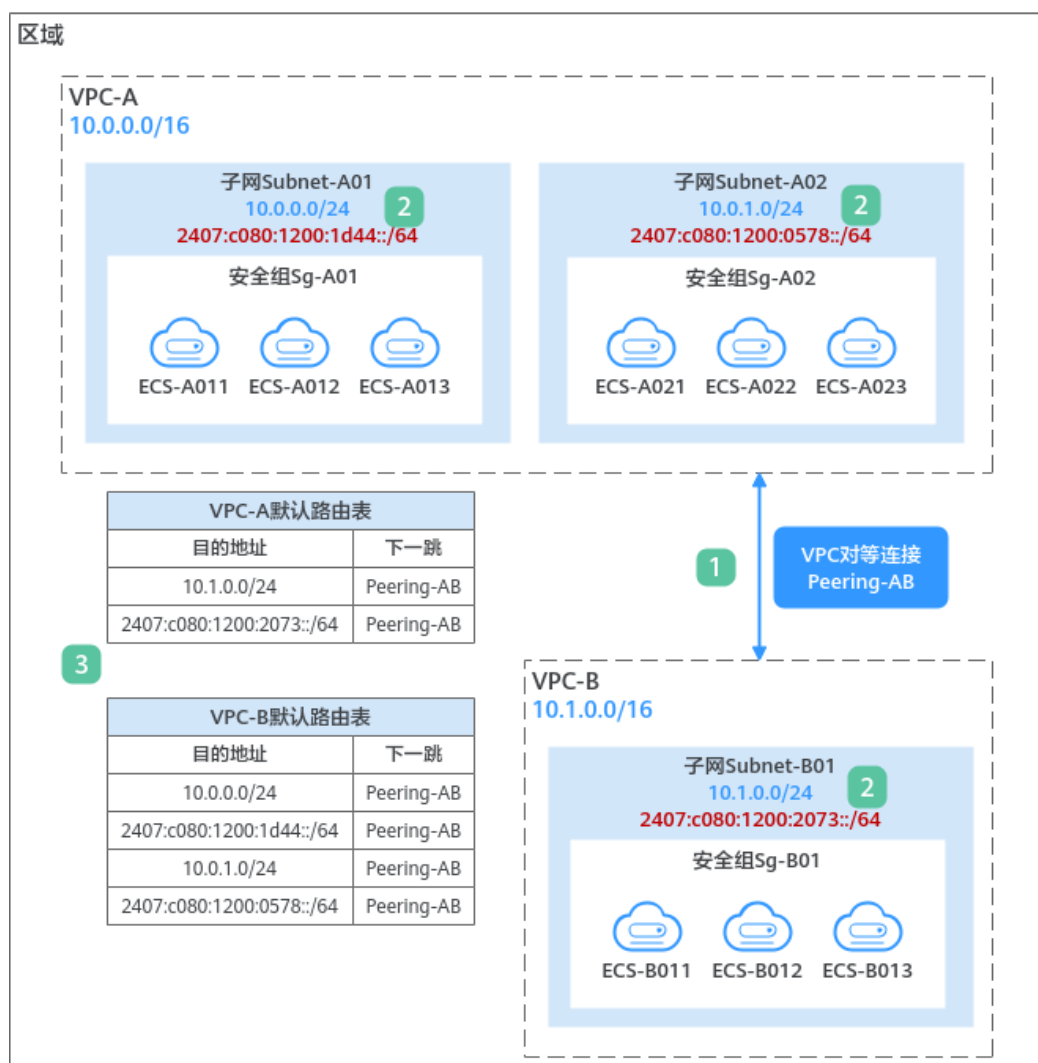 区域
VPC-A
10.0.0.0/16
子网Subnet-A01
10.0.0.0/24
2
2407:c080:1200:1d44::/64
安全组Sg-A01
ECS-A011 ECS-A012 ECS-A013
子网Subnet-A02
10.0.1.0/24
2
2407:c080:1200:0578::/64
安全组Sg-A02
ECS-A021 ECS-A022 ECS-A023
VPC-A默认路由表
目的地址 下一跳
10.1.0.0/24 Peering-AB
2407:c080:1200:2073::/64 Peering-AB
1
VPC对等连接
Peering-AB
3
VPC-B默认路由表
目的地址 下一跳
10.0.0.0/24 Peering-AB
2407:c080:1200:1d44::/64 Peering-AB
10.0.1.0/24 Peering-AB
2407:c080:1200:0578::/64 Peering-AB
VPC-B
10.1.0.0/16
子网Subnet-B01
10.1.0.0/24
2
2407:c080:1200:2073::/64
安全组Sg-B01
ECS-B011 ECS-B012 ECS-B013